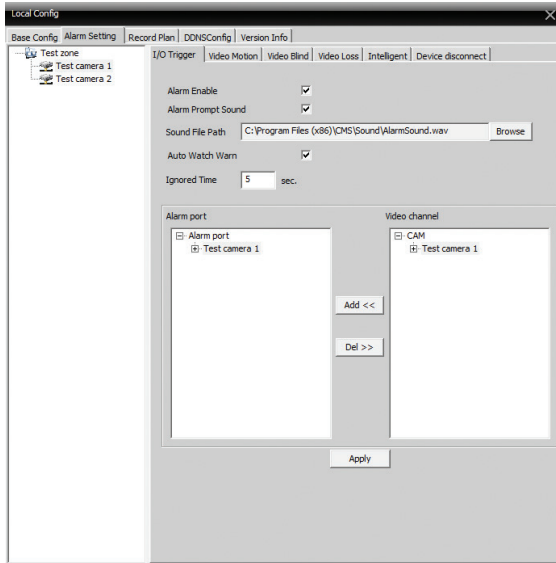 Local Config
Base Config Alarm Setting Record Plan DDNSConfig Version Info
Test zone
Test camera 1
Test camera 2
I/O Trigger Video Motion Video Blind Video Loss Intelligent Device disconnect
Alarm Enable
Alarm Prompt Sound
Sound File Path C:\Program Files (x86)\CMS\Sound\AlarmSound.wav Browse
Auto Watch Warn
Ignored Time 5 sec.
Alarm port Video channel
Alarm port CAM
Test camera 1 Test camera 1
Add <<
Del >>
Apply